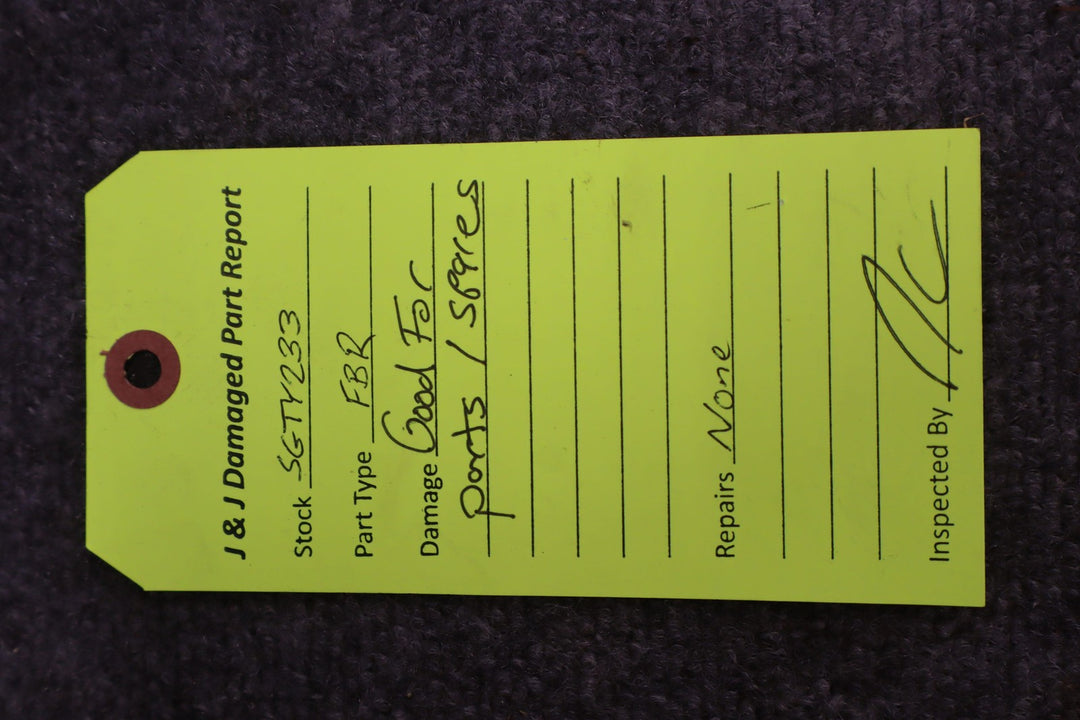 J & J Damaged Part Report
Stock SGTY233
Part Type FBR
Damage Good For
parts / spares
Repairs None
Inspected By